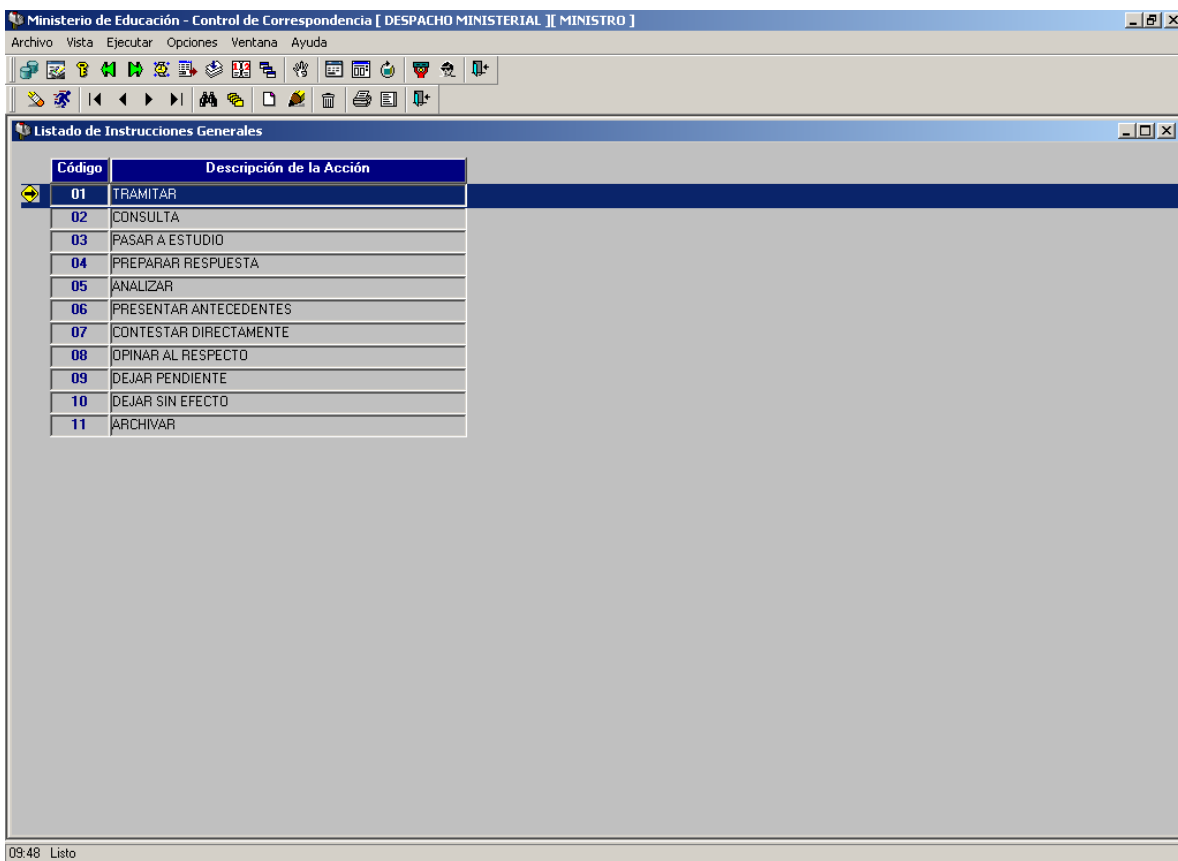 Ministerio de Educación - Control de Correspondencia [ DESPACHO MINISTERIAL ][ MINISTRO ]
Archivo Vista Ejecutar Opciones Ventana Ayuda
Listado de Instrucciones Generales
Código Descripción de la Acción
01 TRAMITAR
02 CONSULTA
03 PASAR A ESTUDIO
04 PREPARAR RESPUESTA
05 ANALIZAR
06 PRESENTAR ANTECEDENTES
07 CONTESTAR DIRECTAMENTE
08 OPINAR AL RESPECTO
09 DEJAR PENDIENTE
10 DEJAR SIN EFECTO
11 ARCHIVAR
09:48 Listo